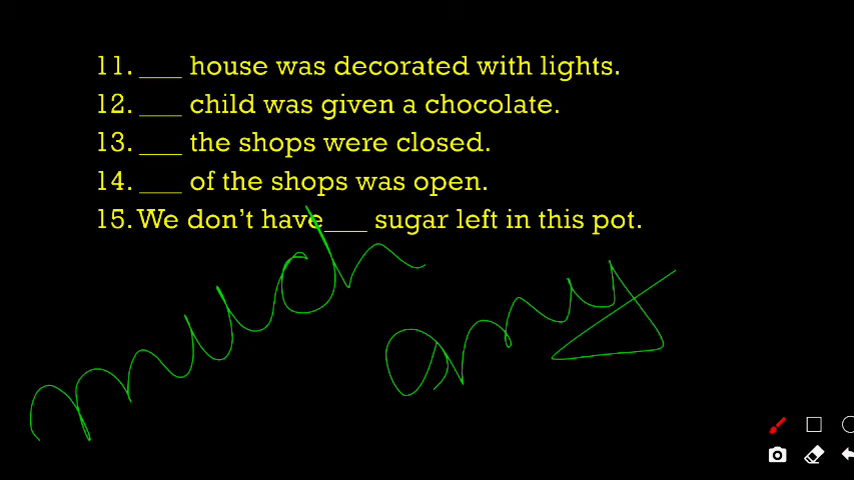 11. ___ house was decorated with lights.
12. ___ child was given a chocolate.
13. ___ the shops were closed.
14. ___ of the shops was open.
15. We don't have___ sugar left in this pot.
much
any